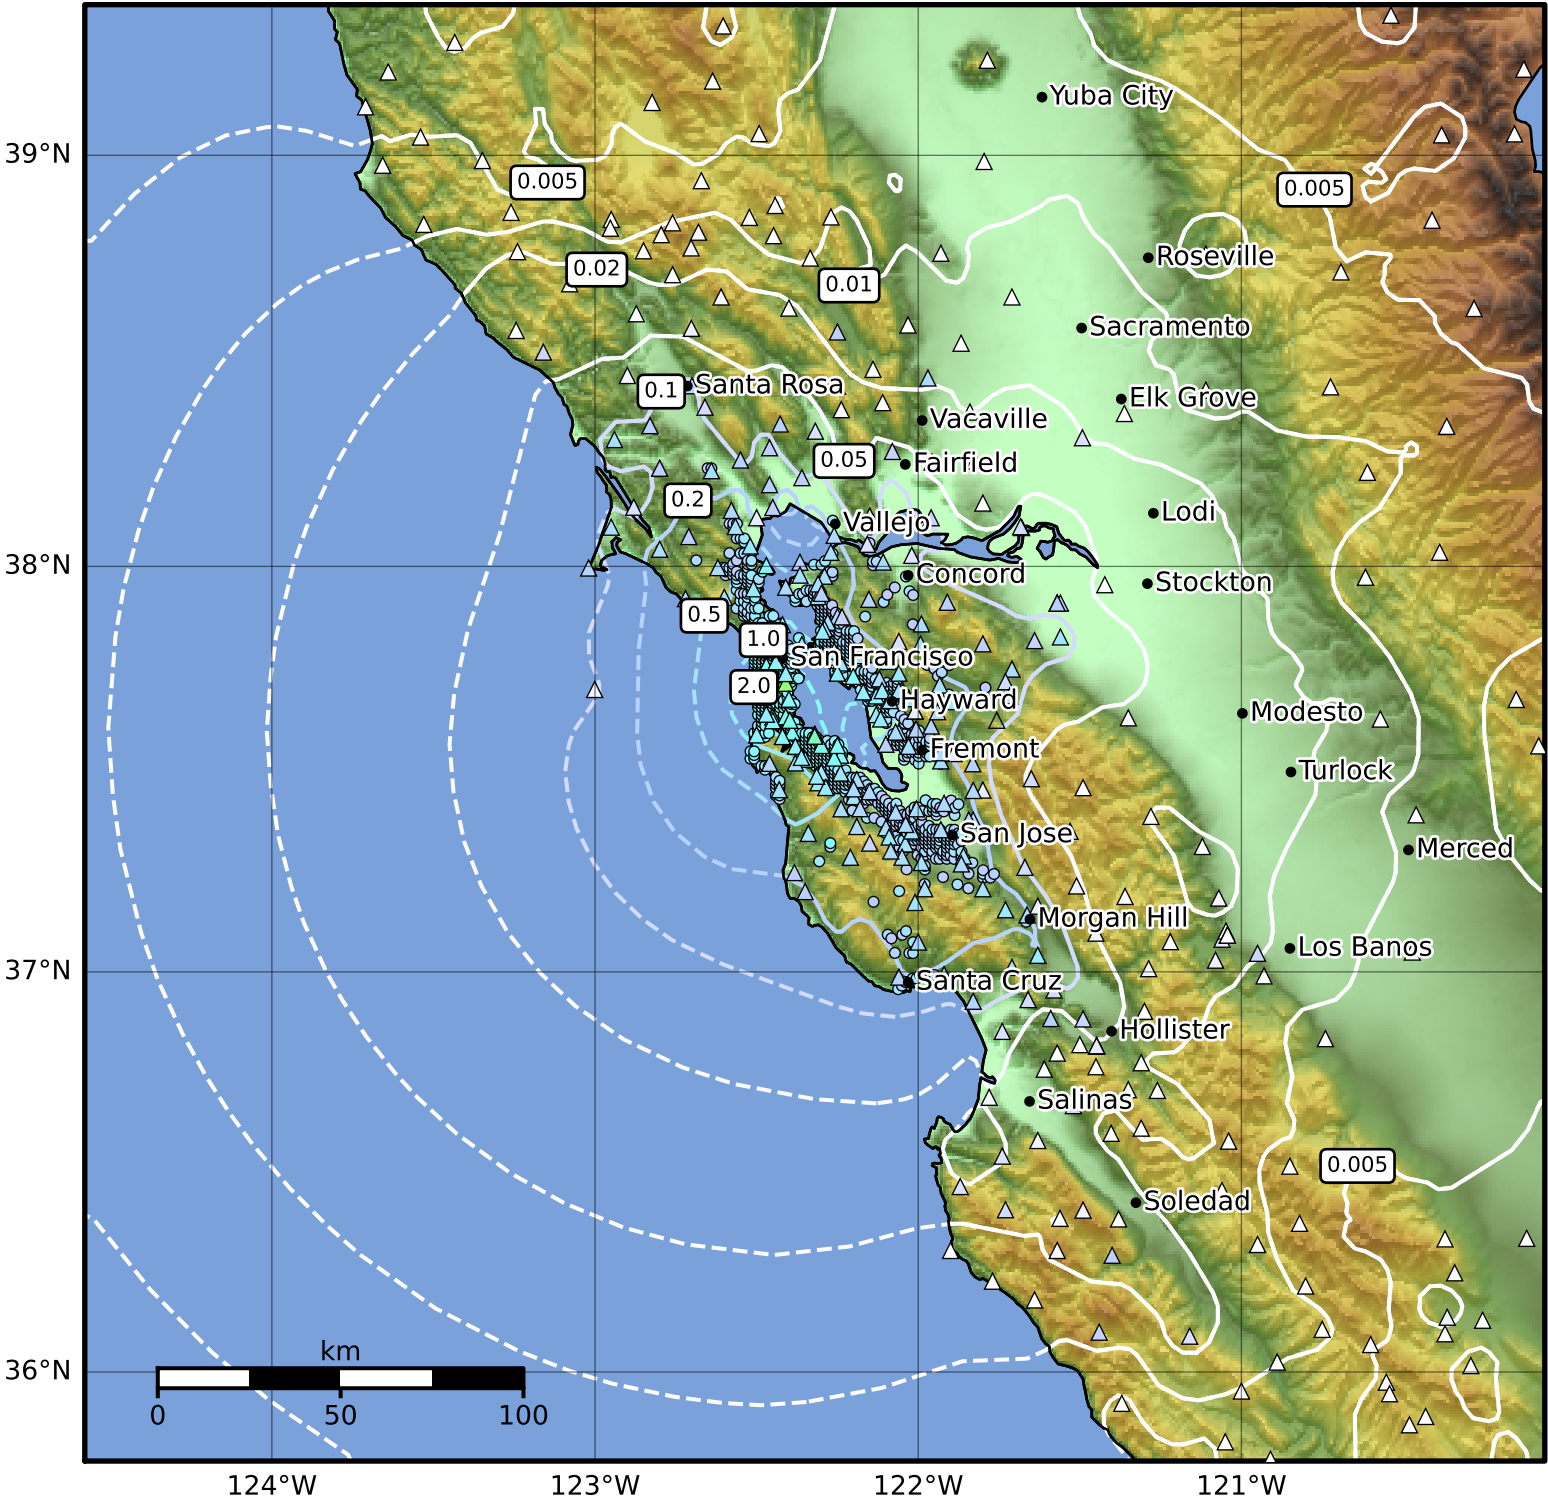 Yuba City
39°N
0.005
0.005
Roseville
0.02
0.01
Sacramento
0.1
Santa Rosa
Elk Grove
Vacaville
0.05
Fairfield
0.2
Lodi
Vallejo
38°N
Concord
Stockton
0.5
1.0
San Francisco
2.0
Hayward
Modesto
Fremont
Turlock
San Jose
Merced
Morgan Hill
Los Banos
37°N
Santa Cruz
Hollister
Salinas
0.005
Soledad
km
36°N
0 50 100
124°W 123°W 122°W 121°W